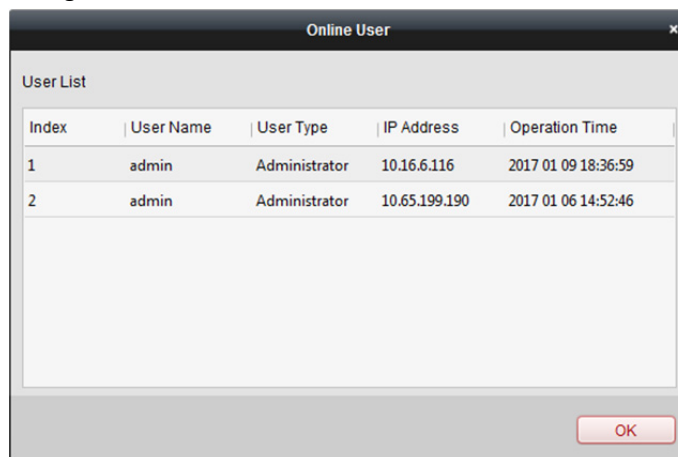 Online User ×
User List
Index User Name User Type IP Address Operation Time
1 admin Administrator 10.16.6.116 2017 01 09 18:36:59
2 admin Administrator 10.65.199.190 2017 01 06 14:52:46
OK